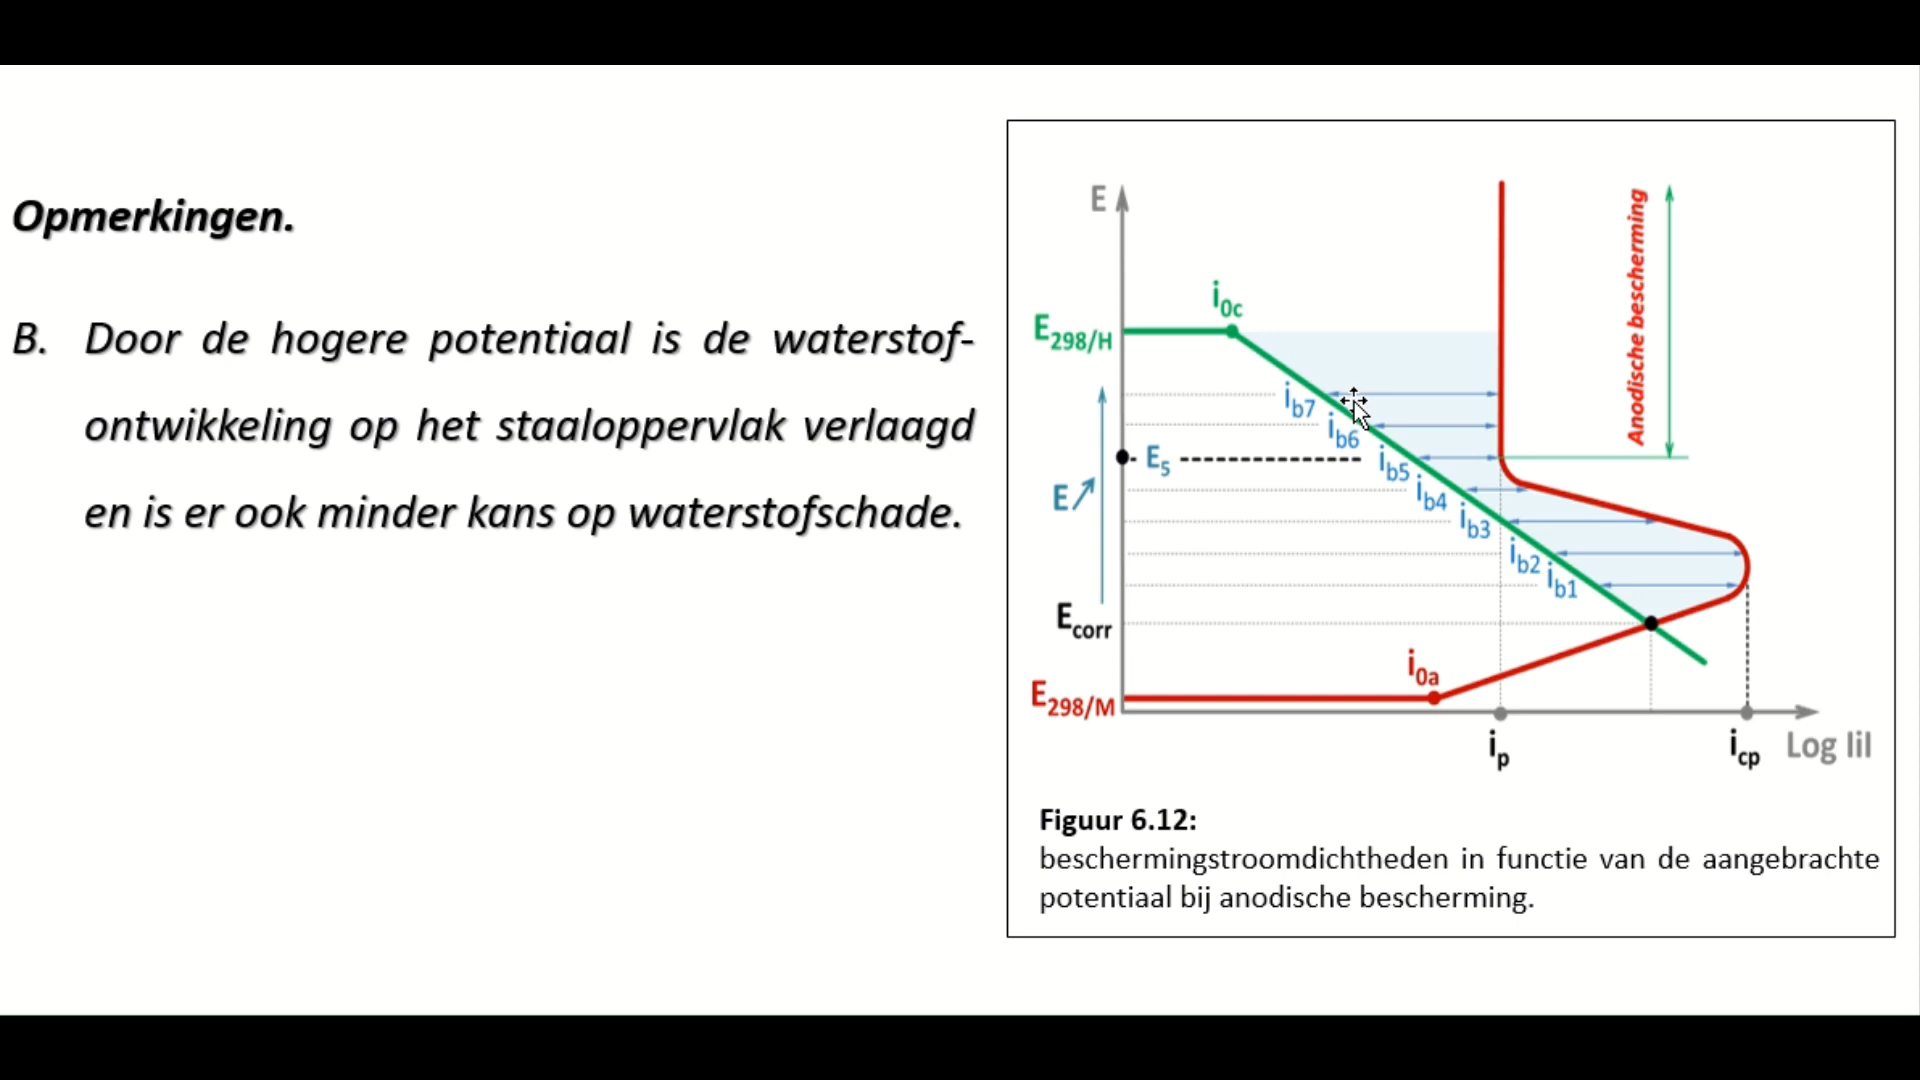 Opmerkingen.
B. Door de hogere potentiaal is de waterstof-
ontwikkeling op het staaloppervlak verlaagd
en is er ook minder kans op waterstofschade.
E
Anodische bescherming
i0c
E298/H
ib7
ib6
E5
ib5
ib4
E
ib3
ib2
ib1
Ecorr
i0a
E298/M
ip
icp
Log IiI
Figuur 6.12:
beschermingstroomdichtheden in functie van de aangebrachte
potentiaal bij anodische bescherming.